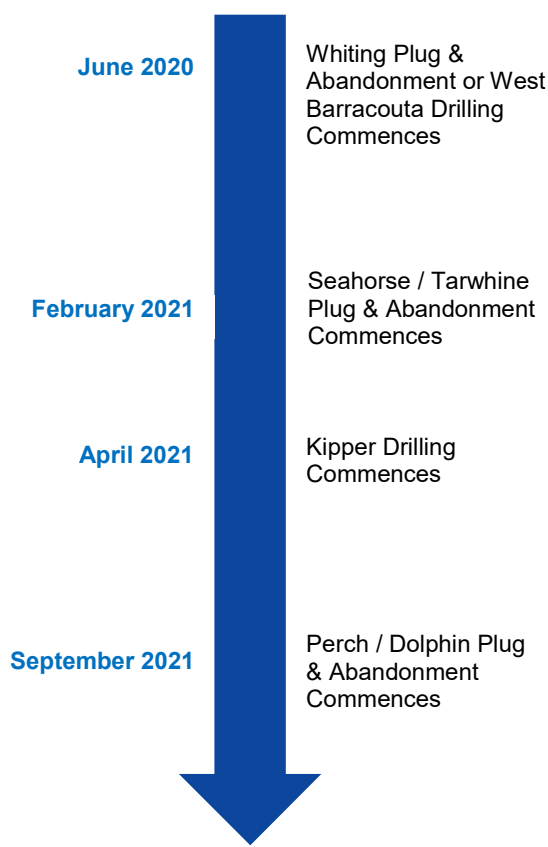 June 2020
Whiting Plug &
Abandonment or West
Barracouta Drilling
Commences
February 2021
Seahorse / Tarwhine
Plug & Abandonment
Commences
April 2021
Kipper Drilling
Commences
September 2021
Perch / Dolphin Plug
& Abandonment
Commences